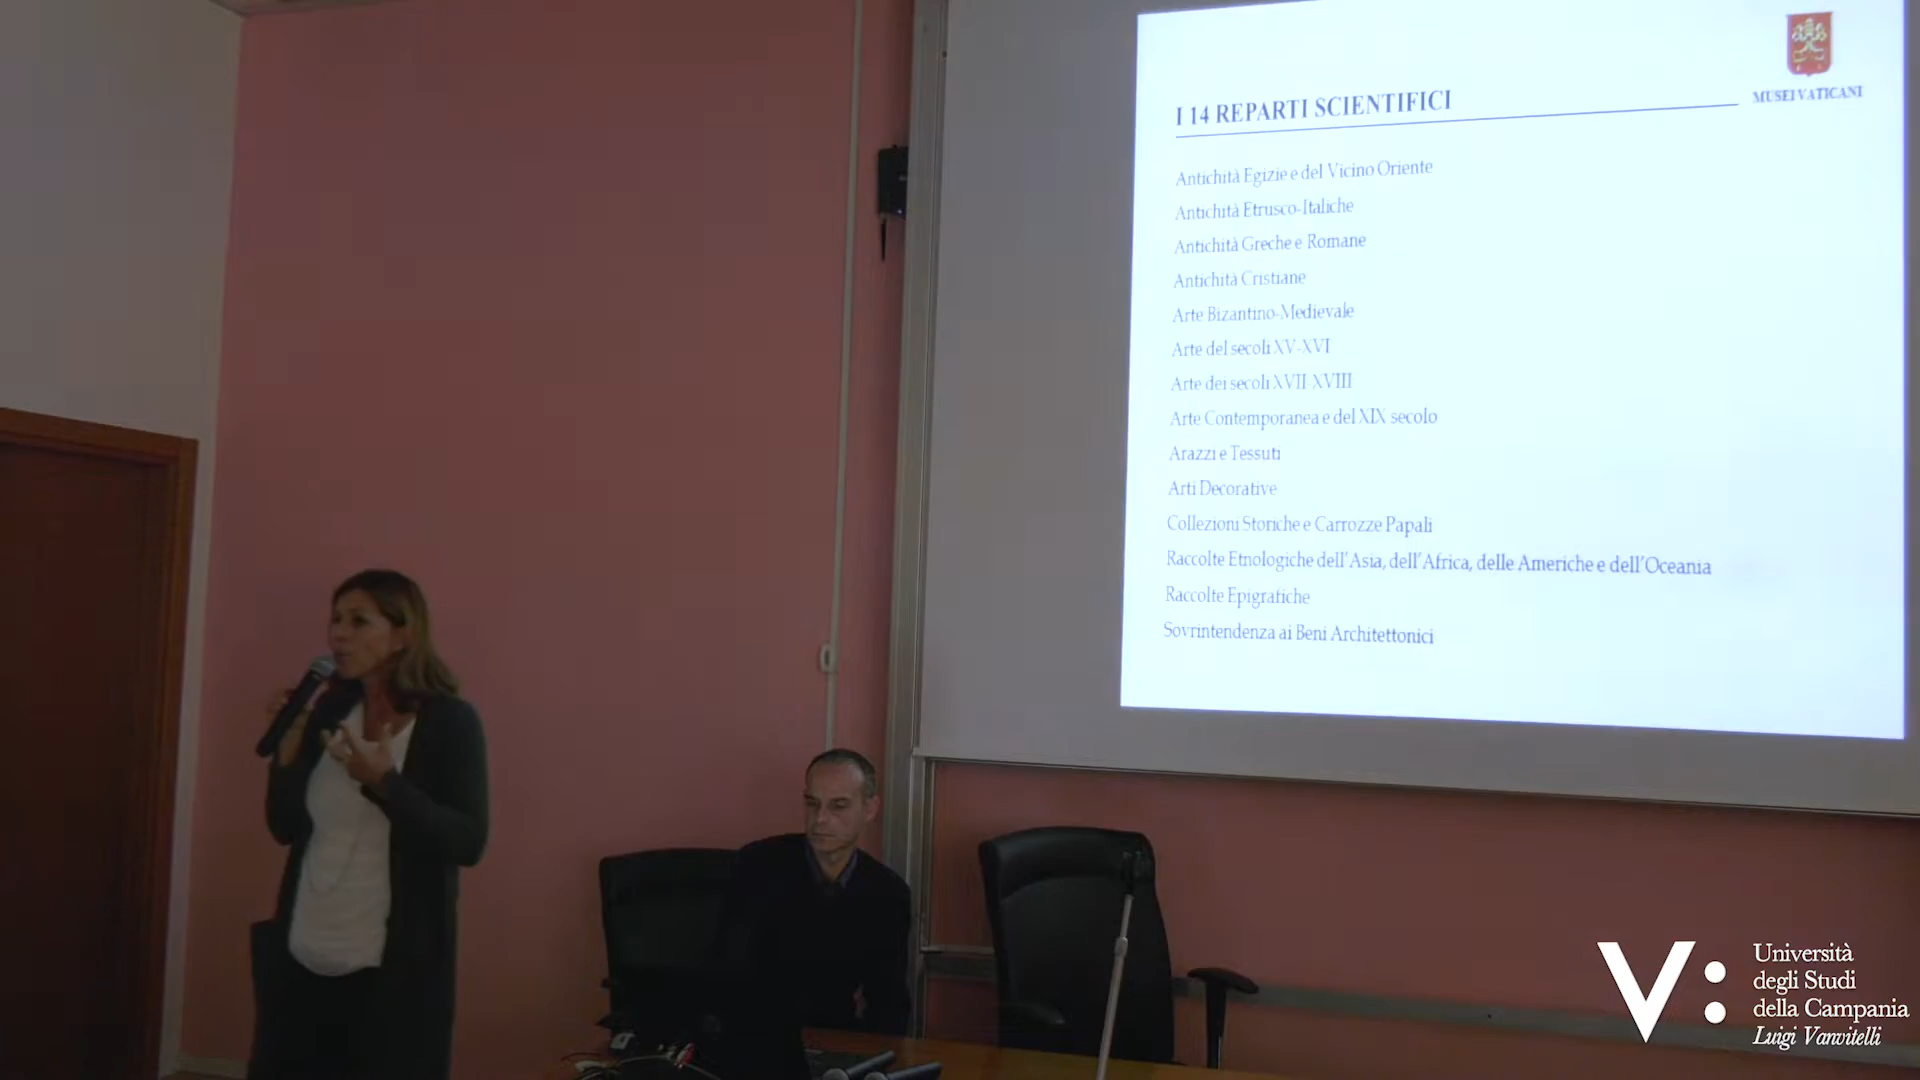 MUSEI VATICANI
I 14 REPARTI SCIENTIFICI
Antichità Egizie e del Vicino Oriente
Antichità Etrusco-Italiche
Antichità Greche e Romane
Antichità Cristiane
Arte Bizantino-Medievale
Arte del secoli XV-XVI
Arte dei secoli XVII-XVIII
Arte Contemporanea e del XIX secolo
Arazzi e Tessuti
Arti Decorative
Collezioni Storiche e Carrozze Papali
Raccolte Etnologiche dell'Asia, dell'Africa, delle Americhe e dell'Oceania
Raccolte Epigrafiche
Sovrintendenza ai Beni Architettonici
V:
Università
degli Studi
della Campania
Luigi Vanvitelli